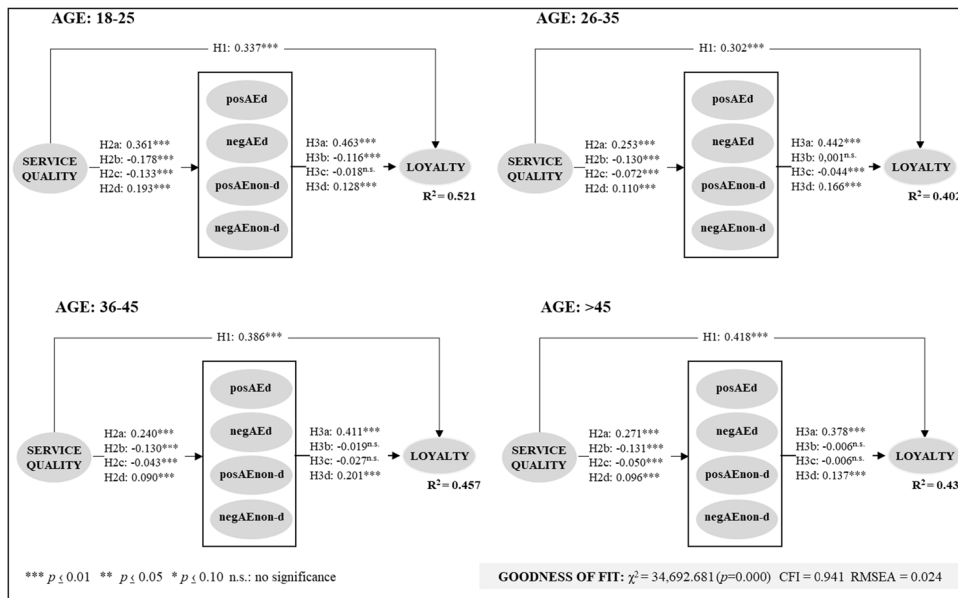 AGE: 18-25
H1: 0.337***
posAEd
negAEd
posAEnon-d
negAEnon-d
SERVICE
QUALITY
H2a: 0.361***
H2b: -0.178***
H2c: -0.133***
H2d: 0.193***
H3a: 0.463***
H3b: -0.116***
H3c: -0.018n.s.
H3d: 0.128***
LOYALTY
R² = 0.521
AGE: 26-35
H1: 0.302***
posAEd
negAEd
posAEnon-d
negAEnon-d
SERVICE
QUALITY
H2a: 0.253***
H2b: -0.130***
H2c: -0.072***
H2d: 0.110***
H3a: 0.442***
H3b: 0,001n.s.
H3c: -0.044***
H3d: 0.166***
LOYALTY
R² = 0.402
AGE: 36-45
H1: 0.386***
posAEd
negAEd
posAEnon-d
negAEnon-d
SERVICE
QUALITY
H2a: 0.240***
H2b: -0.130***
H2c: -0.043***
H2d: 0.090***
H3a: 0.411***
H3b: -0.019n.s.
H3c: -0.027n.s.
H3d: 0.201***
LOYALTY
R² = 0.457
AGE: >45
H1: 0.418***
posAEd
negAEd
posAEnon-d
negAEnon-d
SERVICE
QUALITY
H2a: 0.271***
H2b: -0.131***
H2c: -0.050***
H2d: 0.096***
H3a: 0.378***
H3b: -0.006n.s.
H3c: -0.006n.s.
H3d: 0.137***
LOYALTY
R² = 0.43
*** p ≤ 0.01 ** p ≤ 0.05 * p ≤ 0.10 n.s.: no significance
GOODNESS OF FIT: χ² = 34,692.681 (p=0.000) CFI = 0.941 RMSEA = 0.024